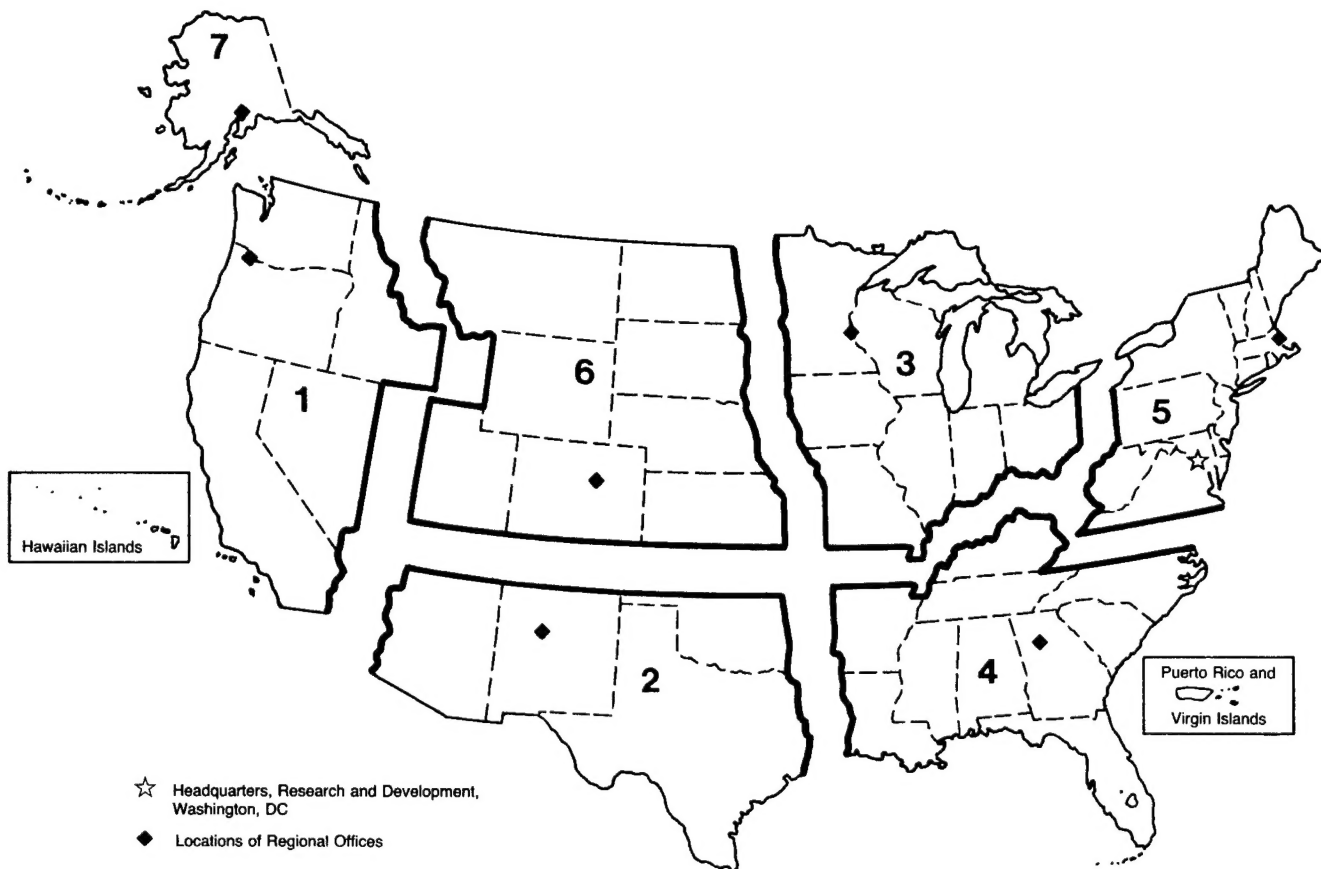 7
6
3
1
5
Hawaiian Islands
2
4
Puerto Rico and
Virgin Islands
Headquarters, Research and Development,
Washington, DC
Locations of Regional Offices